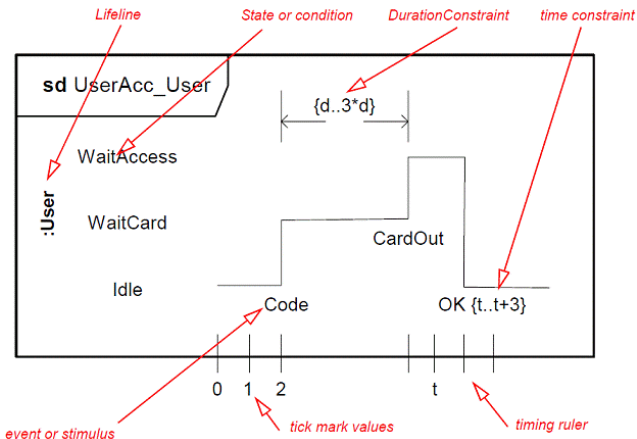 Lifeline
State or condition
DurationConstraint
time constraint
sd UserAcc_User
{d..3*d}
WaitAccess
:User
WaitCard
CardOut
Idle
Code
OK {t..t+3}
0 1 2 t
event or stimulus
tick mark values
timing ruler